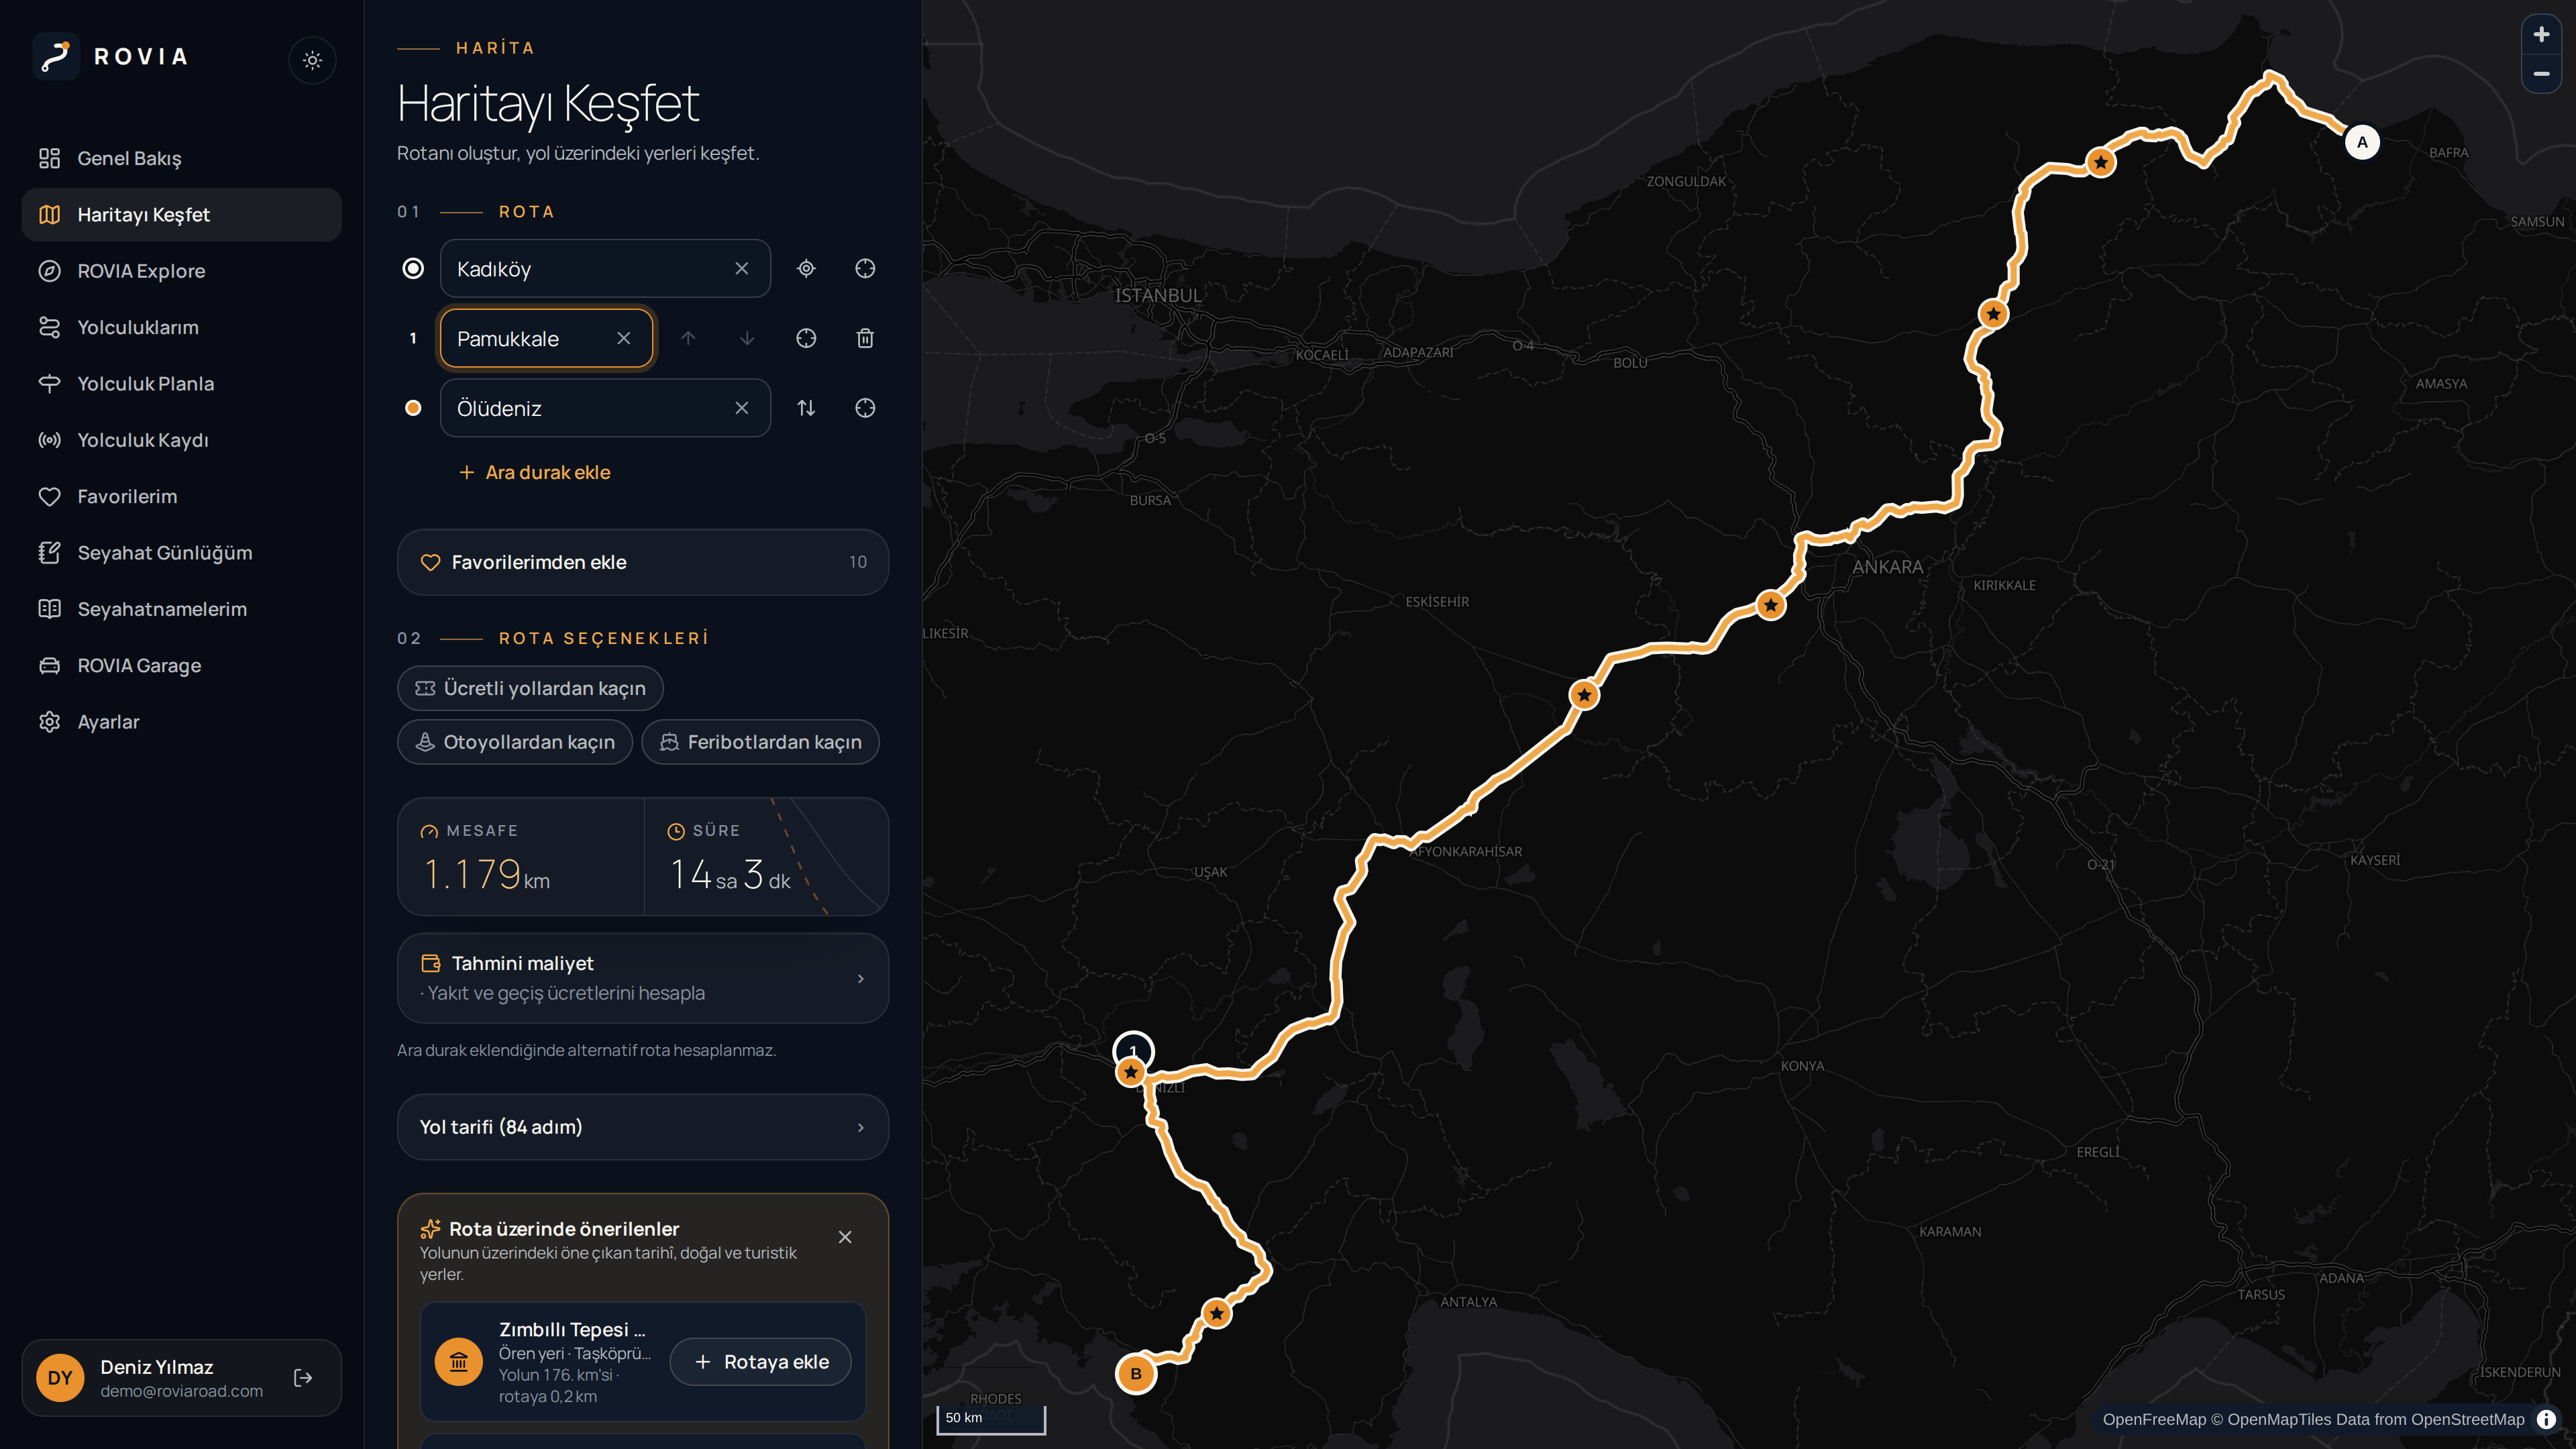 ROVIA
Genel Bakış
Haritayı Keşfet
ROVIA Explore
Yolculuklarım
Yolculuk Planla
Yolculuk Kaydı
Favorilerim
Seyahat Günlüğüm
Seyahatnamelerim
ROVIA Garage
Ayarlar
DY
Deniz Yılmaz
demo@roviaroad.com
HARİTA
Haritayı Keşfet
Rotanı oluştur, yol üzerindeki yerleri keşfet.
01 ROTA
Kadıköy
1 Pamukkale
Ölüdeniz
Ara durak ekle
Favorilerimden ekle 10
02 ROTA SEÇENEKLERİ
Ücretli yollardan kaçın
Otoyollardan kaçın Feribotlardan kaçın
MESAFE SÜRE
1.179 km 14 sa 3 dk
Tahmini maliyet
· Yakıt ve geçiş ücretlerini hesapla
Ara durak eklendiğinde alternatif rota hesaplanmaz.
Yol tarifi (84 adım)
Rota üzerinde önerilenler
Yolunun üzerindeki öne çıkan tarihî, doğal ve turistik
yerler.
Zımbıllı Tepesi ...
Ören yeri · Taşköprü...
Yolun 176. km'si ·
rotaya 0,2 km
Rotaya ekle
A
BAFRA
ZONGULDAK
SAMSUN
İSTANBUL
KOCAELİ
ADAPAZARI
O-4
BOLU
AMASYA
O-5
BURSA
ANKARA
KIRIKKALE
ESKİŞEHİR
LIKESİR
AFYONKARAHİSAR
UŞAK
O-21
KAYSERİ
1
KONYA
EREĞLİ
KARAMAN
ADANA
TARSUS
ANTALYA
B
RHODES
İSKENDERUN
50 km
OpenFreeMap © OpenMapTiles Data from OpenStreetMap